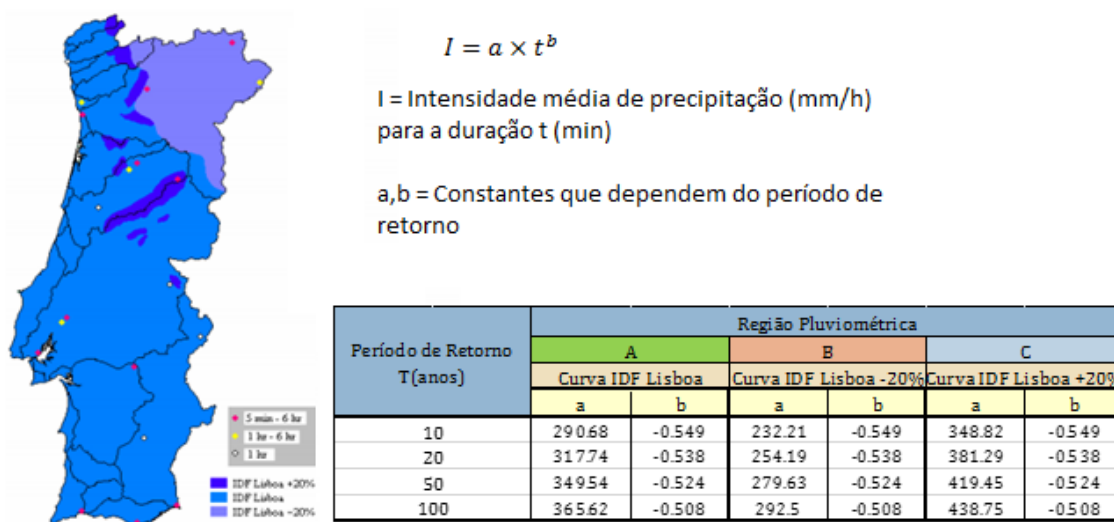 I = a × t^b
I = Intensidade média de precipitação (mm/h)
para a duração t (min)
a,b = Constantes que dependem do período de
retorno
5 min - 6 hr
1 hr - 6 hr
1 hr
IDF Lisboa +20%
IDF Lisboa
IDF Lisboa -20%
Período de Retorno
T(anos)
Região Pluviométrica
A B C
Curva IDF Lisboa Curva IDF Lisboa -20% Curva IDF Lisboa +20%
a b a b a b
10 290.68 -0.549 232.21 -0.549 348.82 -0.549
20 317.74 -0.538 254.19 -0.538 381.29 -0.538
50 349.54 -0.524 279.63 -0.524 419.45 -0.524
100 365.62 -0.508 292.5 -0.508 438.75 -0.508